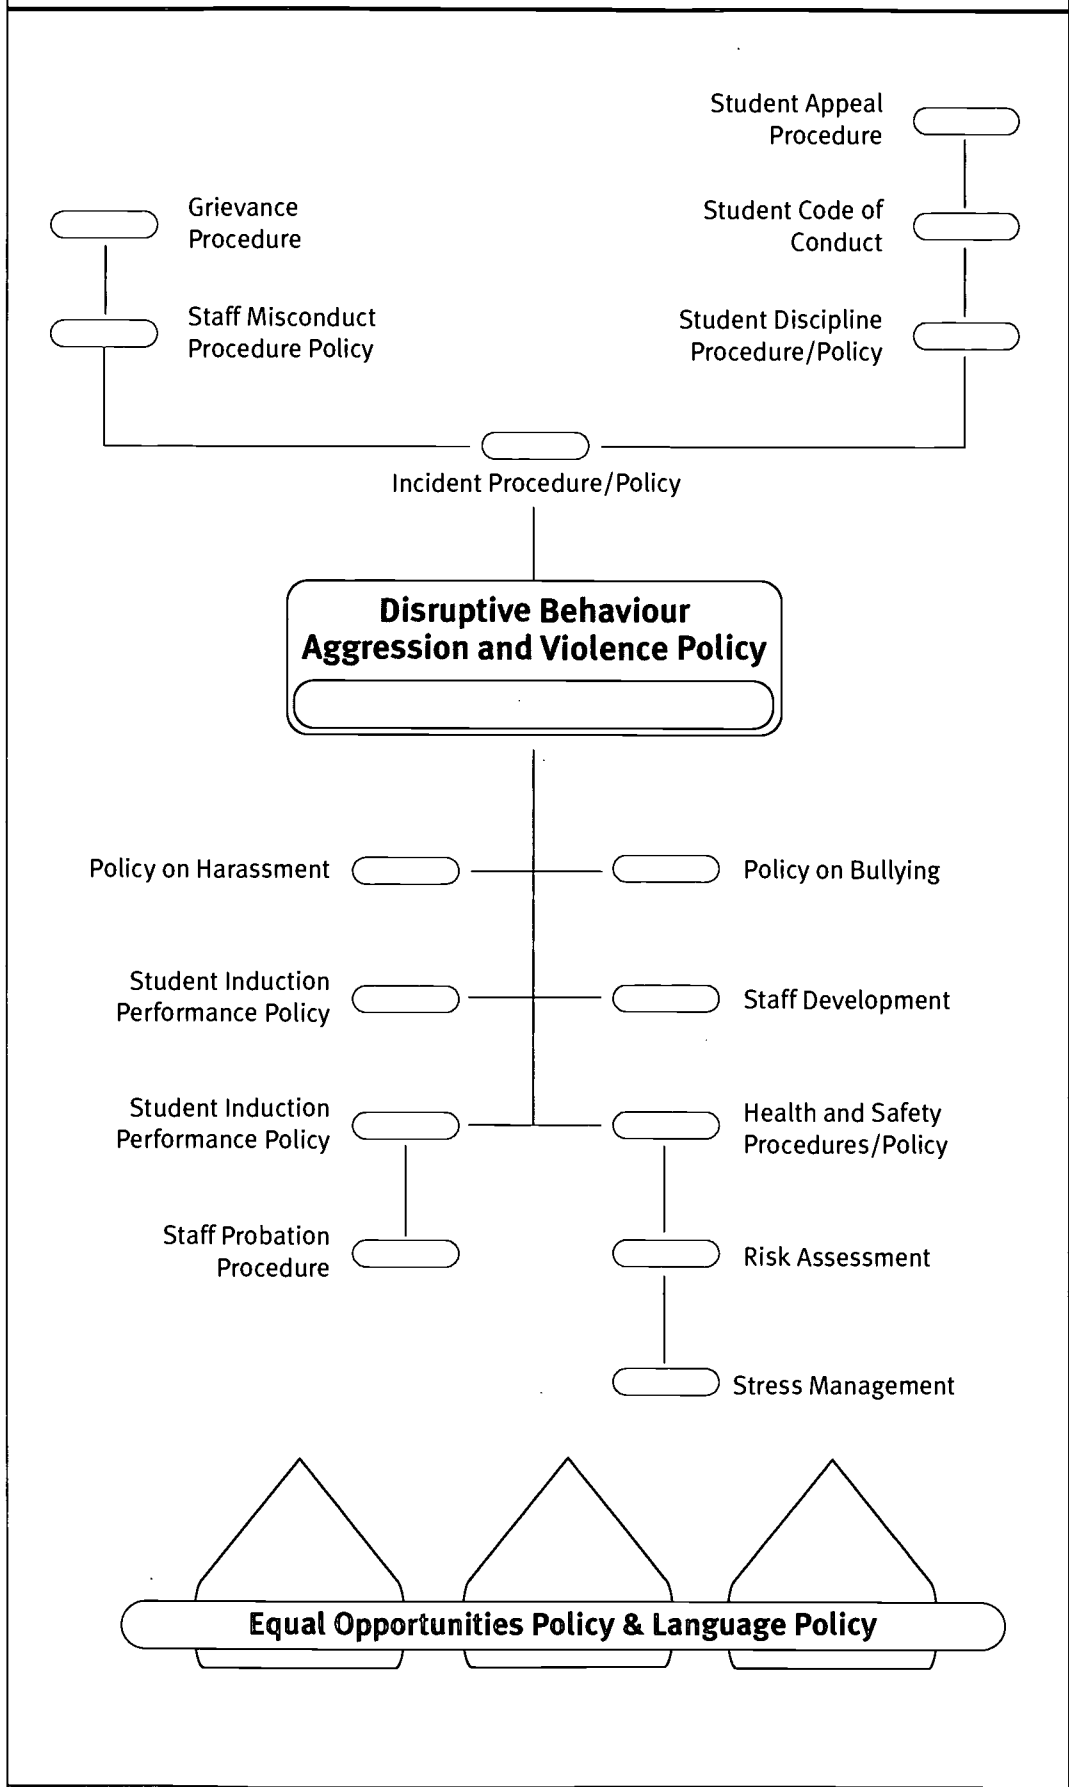 Student Appeal
Procedure
Grievance
Procedure
Student Code of
Conduct
Staff Misconduct
Procedure Policy
Student Discipline
Procedure/Policy
Incident Procedure/Policy
Disruptive Behaviour
Aggression and Violence Policy
Policy on Harassment
Policy on Bullying
Student Induction
Performance Policy
Staff Development
Student Induction
Performance Policy
Health and Safety
Procedures/Policy
Staff Probation
Procedure
Risk Assessment
Stress Management
Equal Opportunities Policy & Language Policy